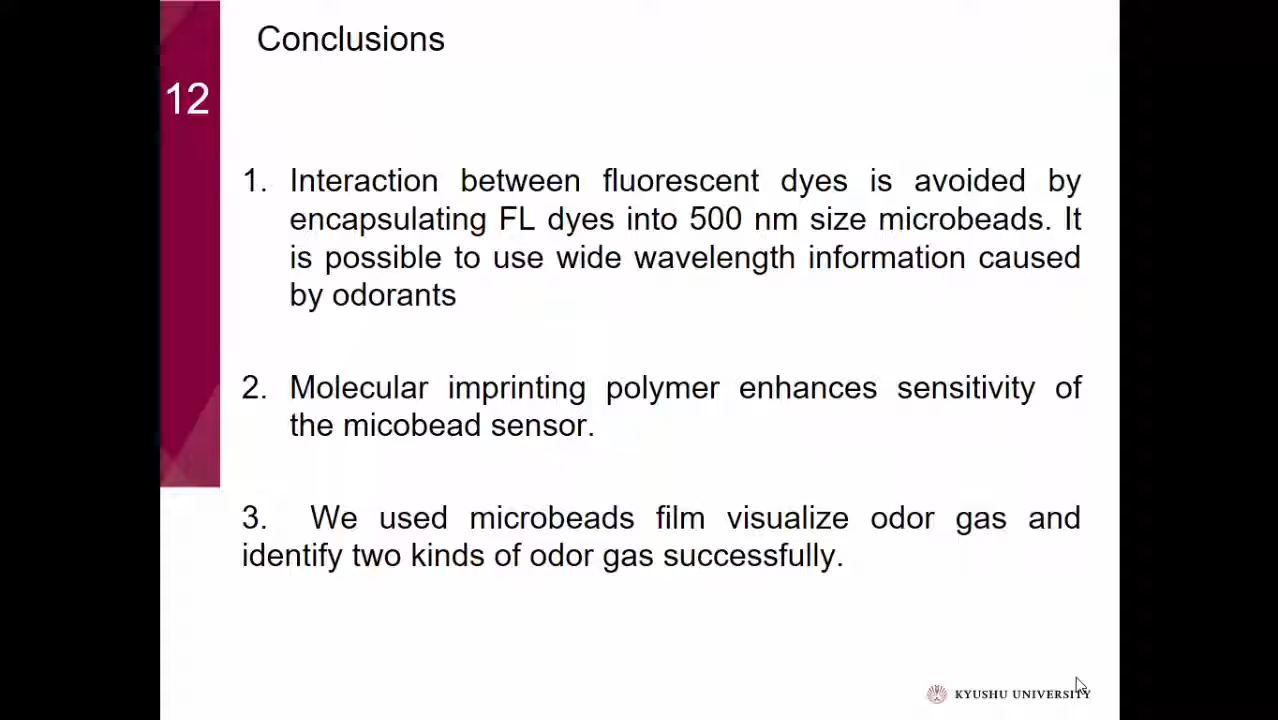 Conclusions
12
1. Interaction between fluorescent dyes is avoided by
encapsulating FL dyes into 500 nm size microbeads. It
is possible to use wide wavelength information caused
by odorants
2. Molecular imprinting polymer enhances sensitivity of
the micobead sensor.
3. We used microbeads film visualize odor gas and
identify two kinds of odor gas successfully.
KYUSHU UNIVERSITY